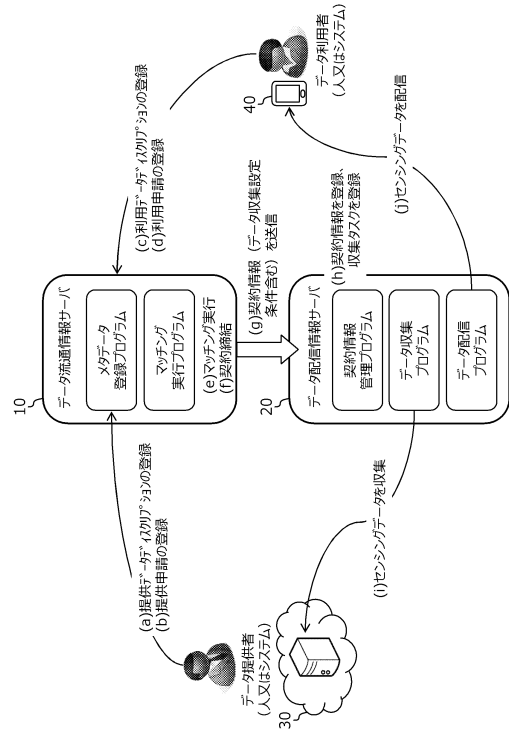 10
データ流通情報サーバ
メタデータ
登録プログラム
マッチング
実行プログラム
(e)マッチング実行
(f)契約締結
(a)提供データディスクリプションの登録
(b)提供申請の登録
(c)利用データディスクリプションの登録
(d)利用申請の登録
データ提供者
(人又はシステム)
30
40
データ利用者
(人又はシステム)
(g)契約情報(データ収集設定
条件含む)を送信
20
データ配信情報サーバ
契約情報
管理プログラム
データ収集
プログラム
データ配信
プログラム
(h)契約情報を登録、
収集タスクを登録
(i)センシングデータを収集
(j)センシングデータを配信